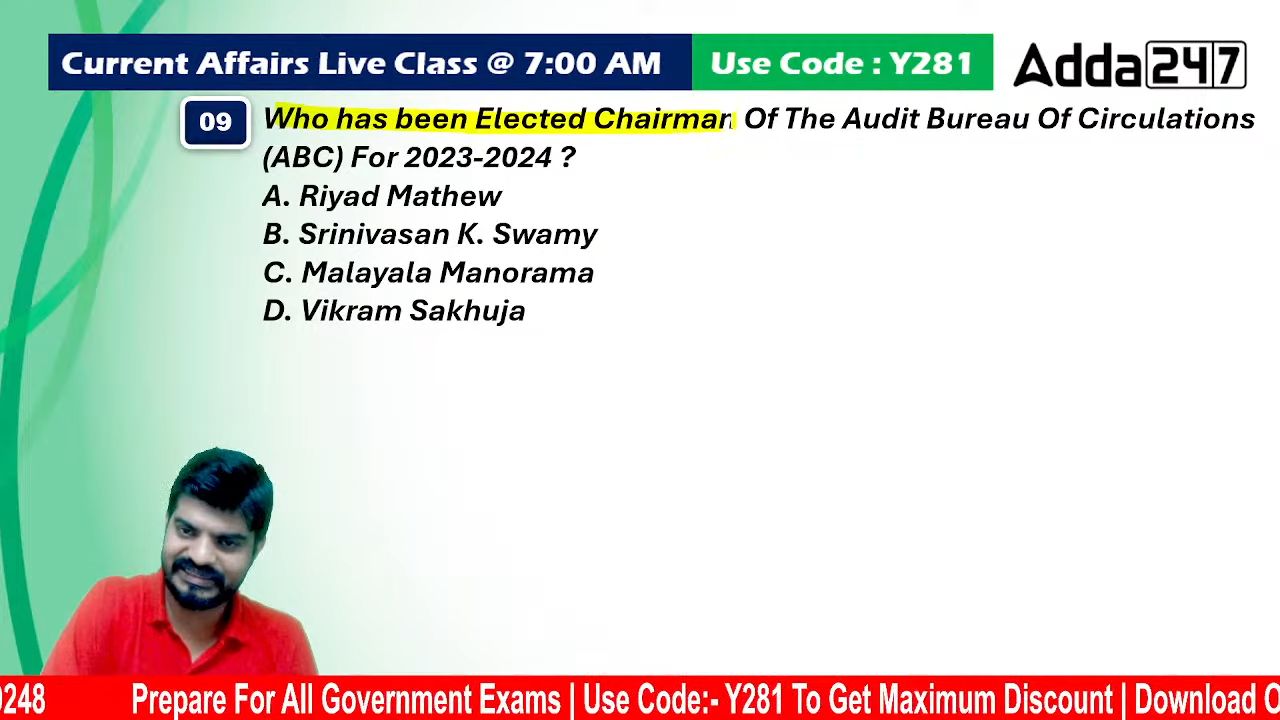 Current Affairs Live Class @ 7:00 AM
Use Code : Y281
Adda247
09
Who has been Elected Chairman Of The Audit Bureau Of Circulations
(ABC) For 2023-2024 ?
A. Riyad Mathew
B. Srinivasan K. Swamy
C. Malayala Manorama
D. Vikram Sakhuja
0248 Prepare For All Government Exams | Use Code:- Y281 To Get Maximum Discount | Download O